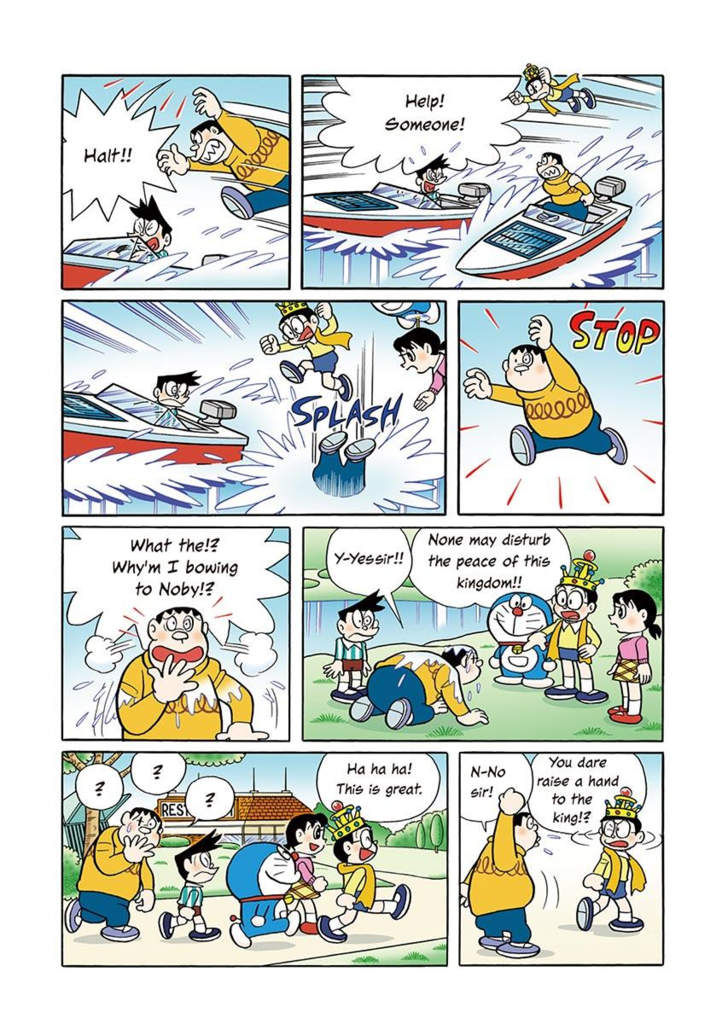 Help!
Someone!
Halt!!
STOP
SPLASH
None may disturb
the peace of this
kingdom!!
Y-Yessir!!
What the!?
Why'm I bowing
to Noby!?
You dare
raise a hand
to the
king!?
N-No
sir!
Ha ha ha!
This is great.
REST
?
?
?